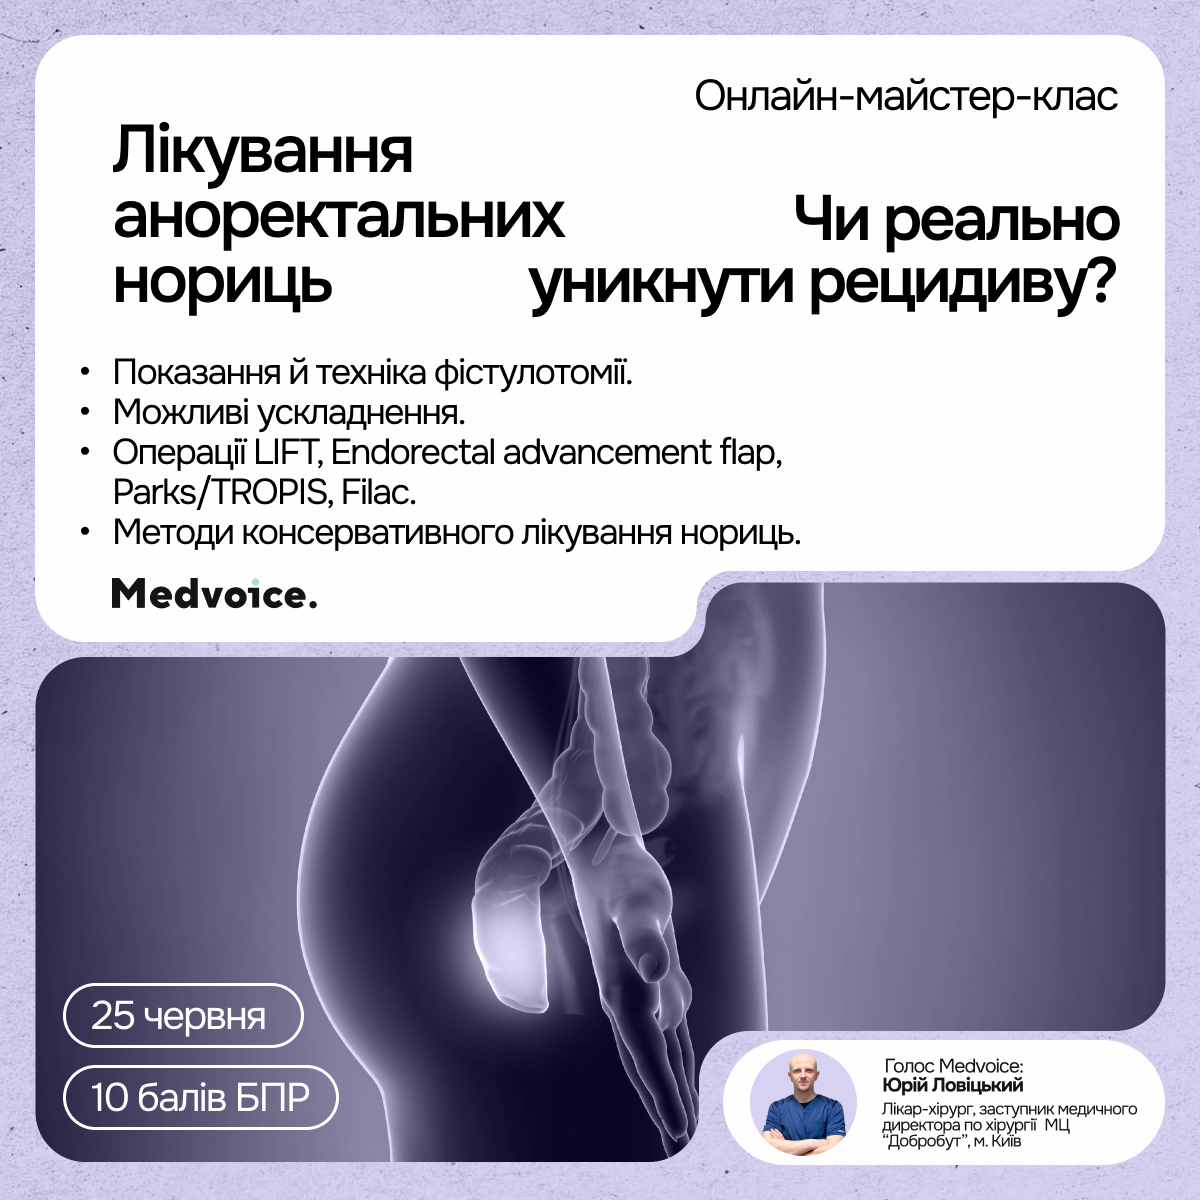 Онлайн-майстер-клас
Лікування
аноректальних
нориць
Чи реально
уникнути рецидиву?
• Показання й техніка фістулотомії.
• Можливі ускладнення.
• Операції LIFT, Endorectal advancement flap,
Parks/TROPIS, Filac.
• Методи консервативного лікування нориць.
Medvoice.
25 червня
10 балів БПР
Голос Medvoice:
Юрій Ловіцький
Лікар-хірург, заступник медичного
директора по хірургії МЦ
“Добробут”, м. Київ